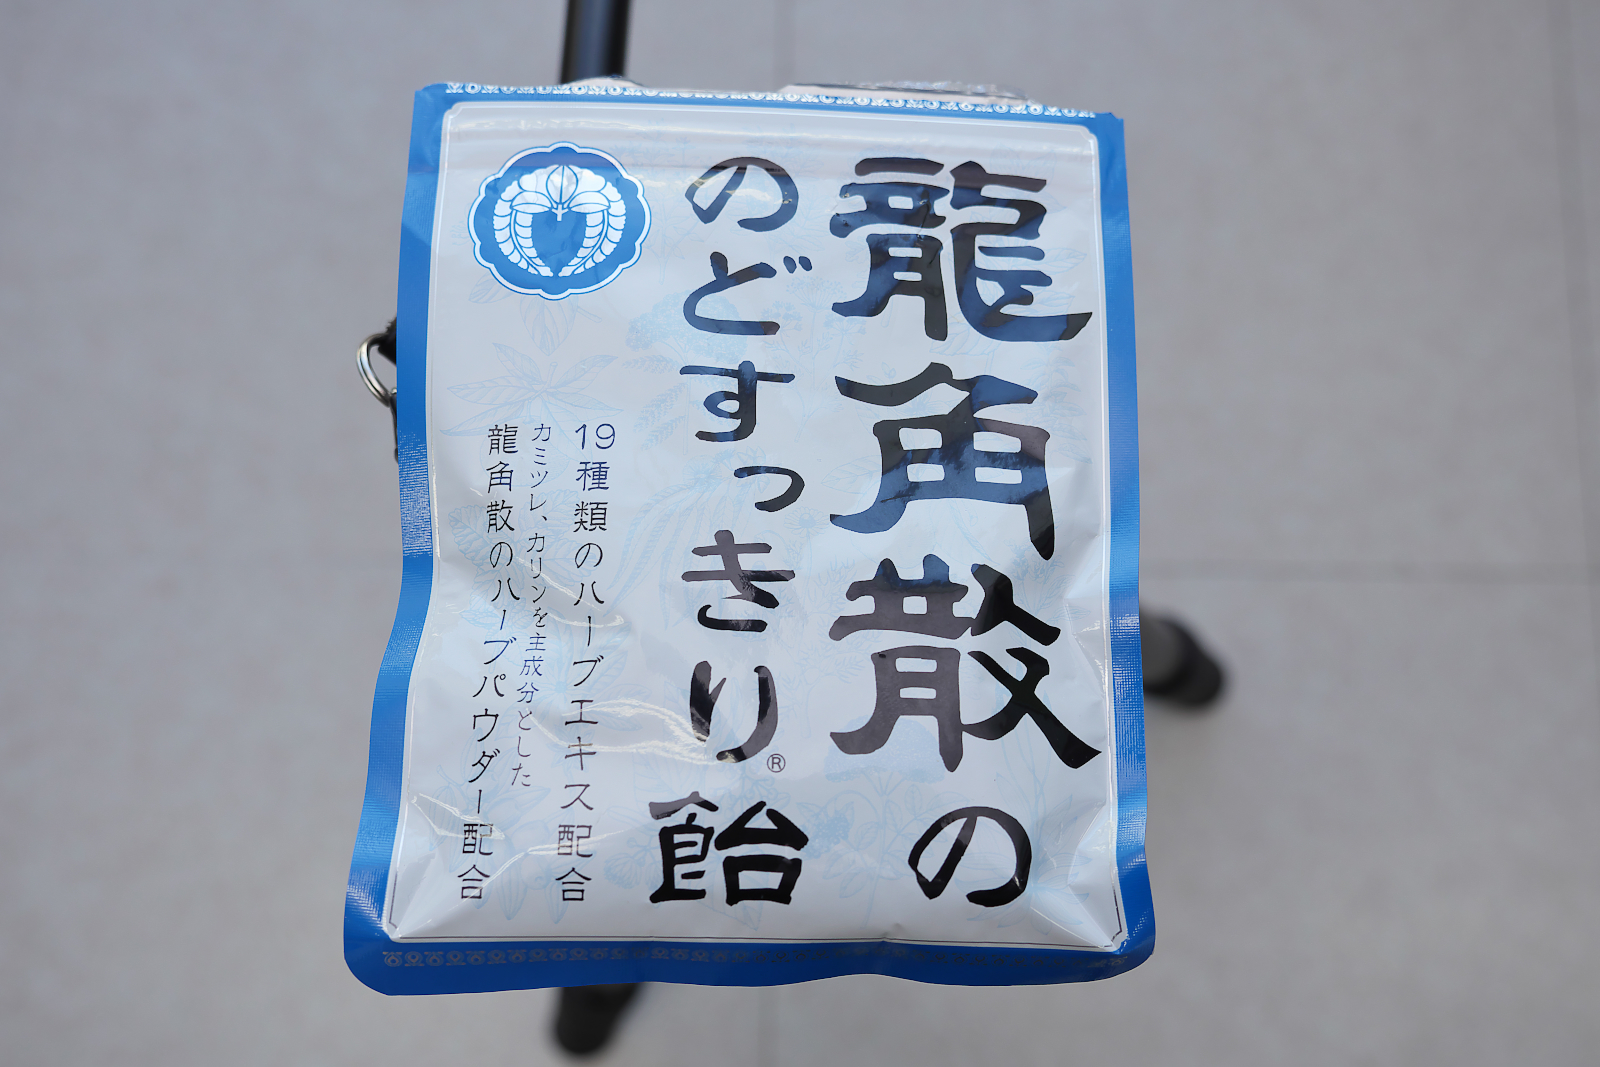 龍角散の
のどすっきり®飴
19種類のハーブエキス配合
カミツレ、カリンを主成分とした
龍角散のハーブパウダー配合